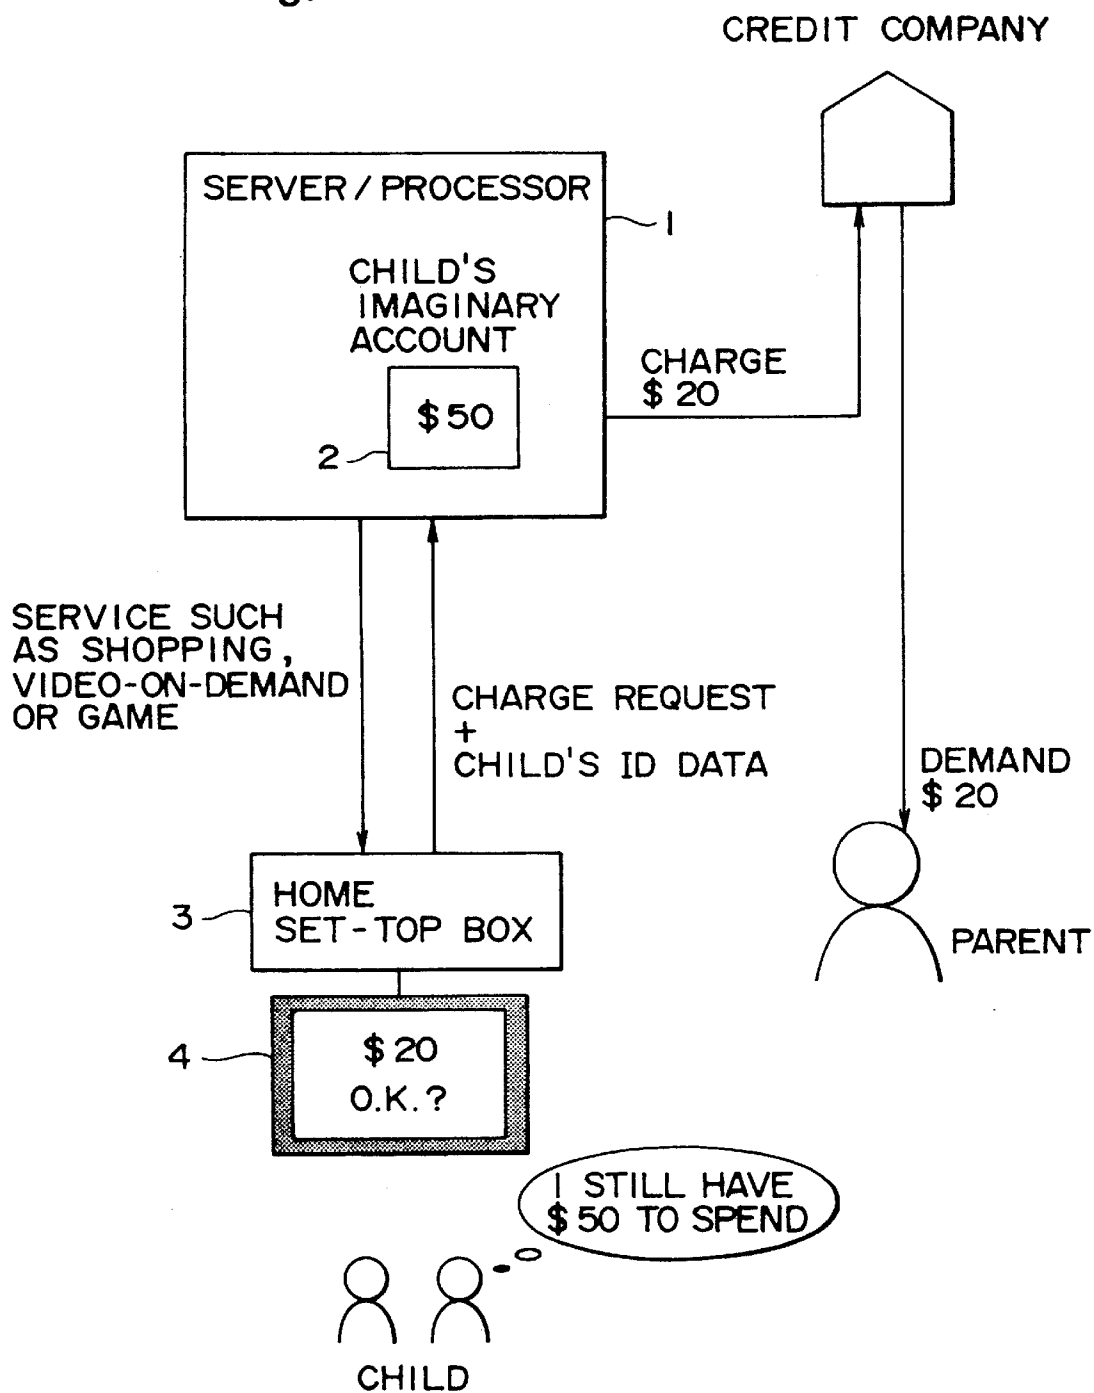 CREDIT COMPANY
SERVER/PROCESSOR
1
CHILD'S
IMAGINARY
ACCOUNT
$50
2
CHARGE
$20
SERVICE SUCH
AS SHOPPING,
VIDEO-ON-DEMAND
OR GAME
CHARGE REQUEST
+
CHILD'S ID DATA
DEMAND
$20
PARENT
HOME
SET-TOP BOX
3
$20
O.K.?
4
I STILL HAVE
$50 TO SPEND
CHILD